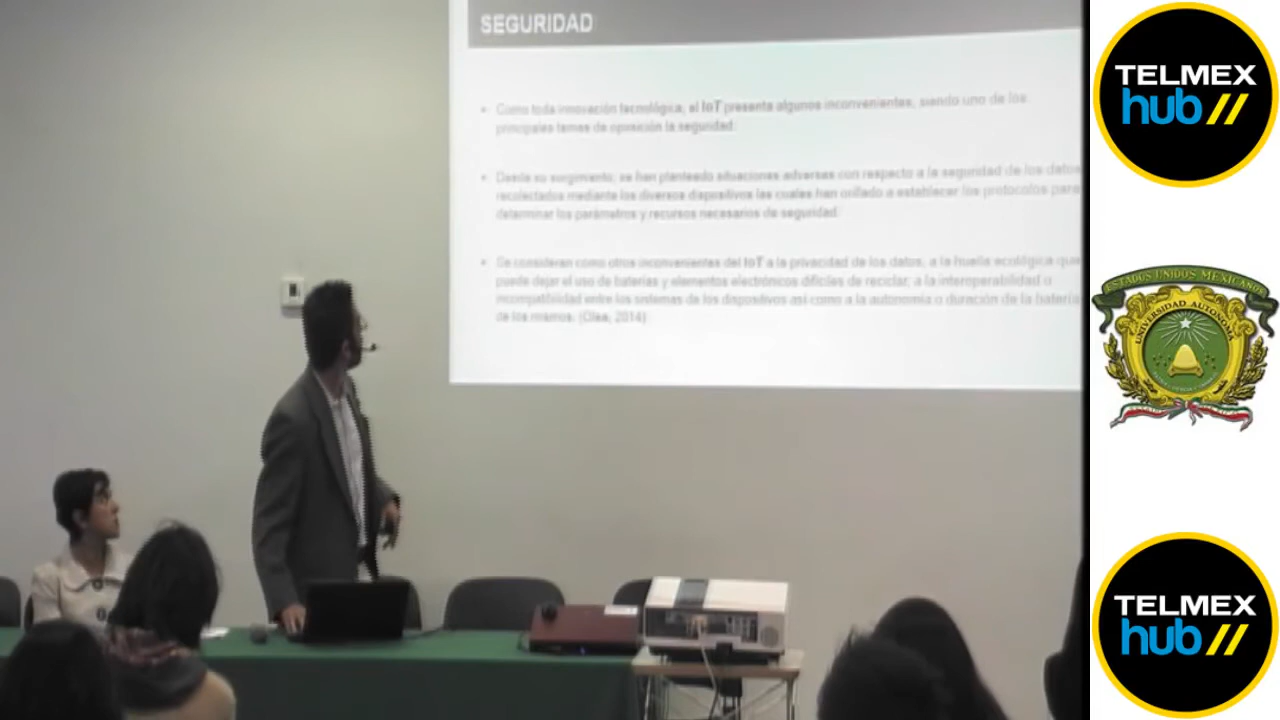 SEGURIDAD
• Como toda innovación tecnológica, el IoT presenta algunos inconvenientes, siendo uno de los
principales temas de oposición la seguridad.
• Desde su surgimiento, se han planteado situaciones adversas con respecto a la seguridad de los datos
recolectados mediante los diversos dispositivos las cuales han orillado a establecer los protocolos para
determinar los parámetros y recursos necesarios de seguridad.
• Se consideran como otros inconvenientes del IoT a la privacidad de los datos, a la huella ecológica que
puede dejar el uso de baterías y elementos electrónicos difíciles de reciclar, a la interoperabilidad o
incompatibilidad entre los sistemas de los dispositivos así como a la autonomía o duración de la batería
de los mismos. (Olea, 2014)
TELMEX
hub//
ESTADOS UNIDOS MEXICANOS
UNIVERSIDAD AUTONOMA
TELMEX
hub//